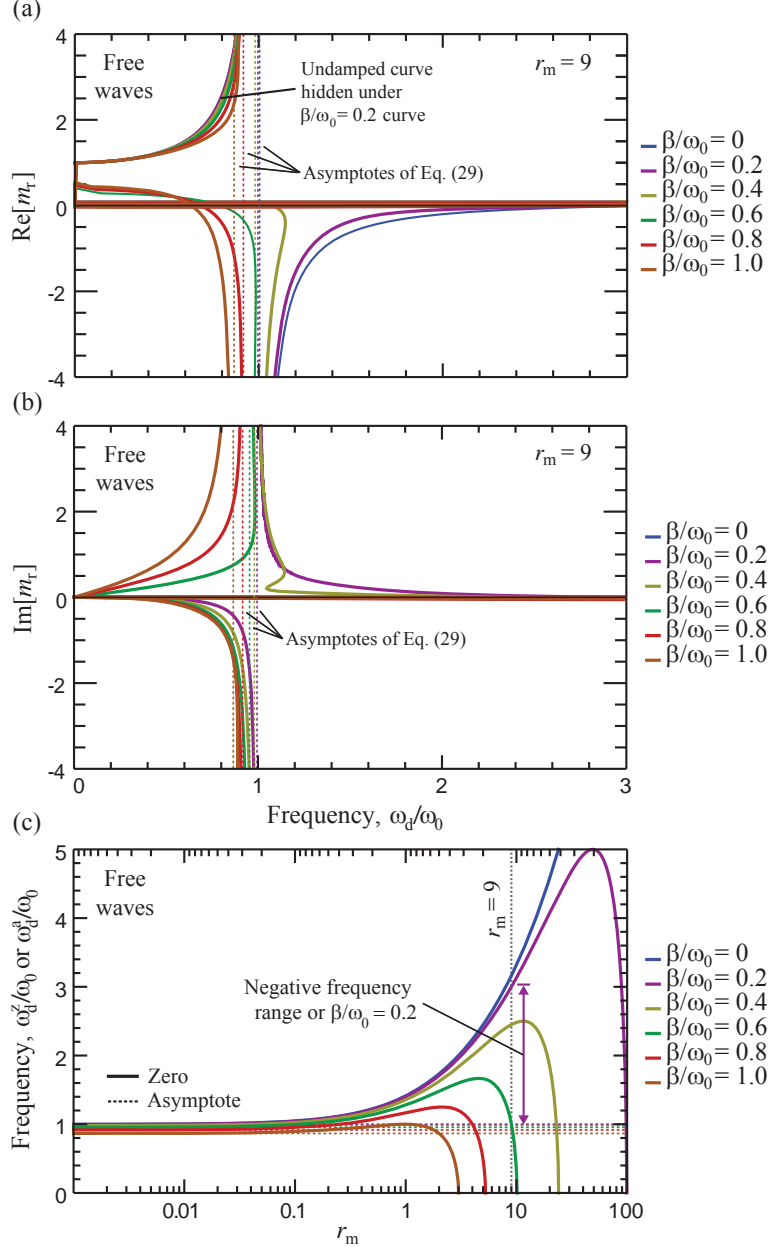 (a)
Free
waves
Undamped curve
hidden under
β/ω0 = 0.2 curve
rm = 9
Asymptotes of Eq. (29)
Re[mr]
4
2
0
-2
-4
β/ω0 = 0
β/ω0 = 0.2
β/ω0 = 0.4
β/ω0 = 0.6
β/ω0 = 0.8
β/ω0 = 1.0
(b)
Free
waves
rm = 9
Asymptotes of Eq. (29)
Im[mr]
4
2
0
-2
-4
0 1 2 3
Frequency, ωd/ω0
β/ω0 = 0
β/ω0 = 0.2
β/ω0 = 0.4
β/ω0 = 0.6
β/ω0 = 0.8
β/ω0 = 1.0
(c)
Free
waves
rm = 9
Negative frequency
range or β/ω0 = 0.2
Zero
Asymptote
Frequency, ωdz/ω0 or ωda/ω0
5
4
3
2
1
0
0.01 0.1 1 10 100
rm
β/ω0 = 0
β/ω0 = 0.2
β/ω0 = 0.4
β/ω0 = 0.6
β/ω0 = 0.8
β/ω0 = 1.0